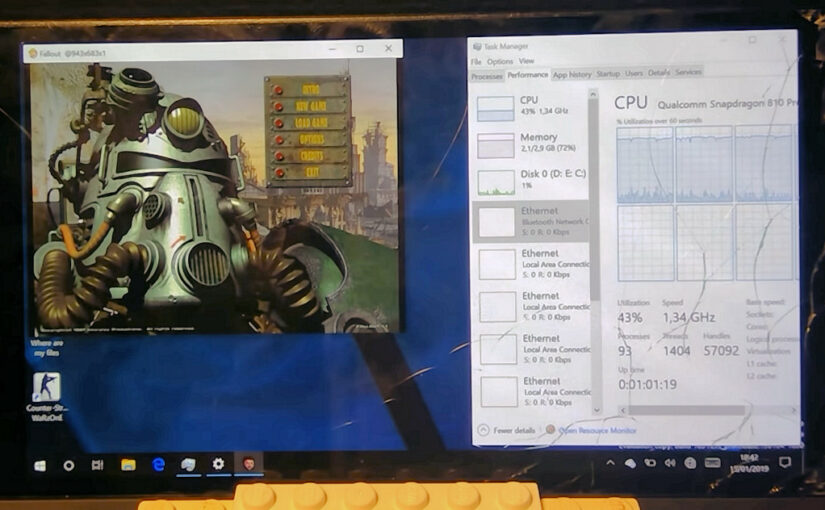 Fallout @943x683x1
INTRO
NEW GAME
LOAD GAME
OPTIONS
CREDITS
EXIT
Where are
my files
Counter-Str...
WaRzOnE
Task Manager
File Options View
Processes Performance App history Startup Users Details Services
CPU
43% 1,34 GHz
Memory
2,1/2,9 GB (72%)
Disk 0 (D: E: C:)
1%
Ethernet
Bluetooth Network C
S: 0 R: 0 Kbps
Ethernet
Local Area Connectic
S: 0 R: 0 Kbps
Ethernet
Local Area Connectic
S: 0 R: 0 Kbps
Ethernet
Local Area Connectic
S: 0 R: 0 Kbps
Ethernet
Local Area Connectic
S: 0 R: 0 Kbps
CPU Qualcomm Snapdragon 810 Pr
% Utilization over 60 seconds
Utilization Speed
43% 1,34 GHz
Processes Threads Handles
93 1404 57092
Up time
0:01:01:19
Base speed:
Sockets:
Cores:
Logical processo
Virtualization:
L1 cache:
L2 cache:
Fewer details Open Resource Monitor
18:42
15/01/2019